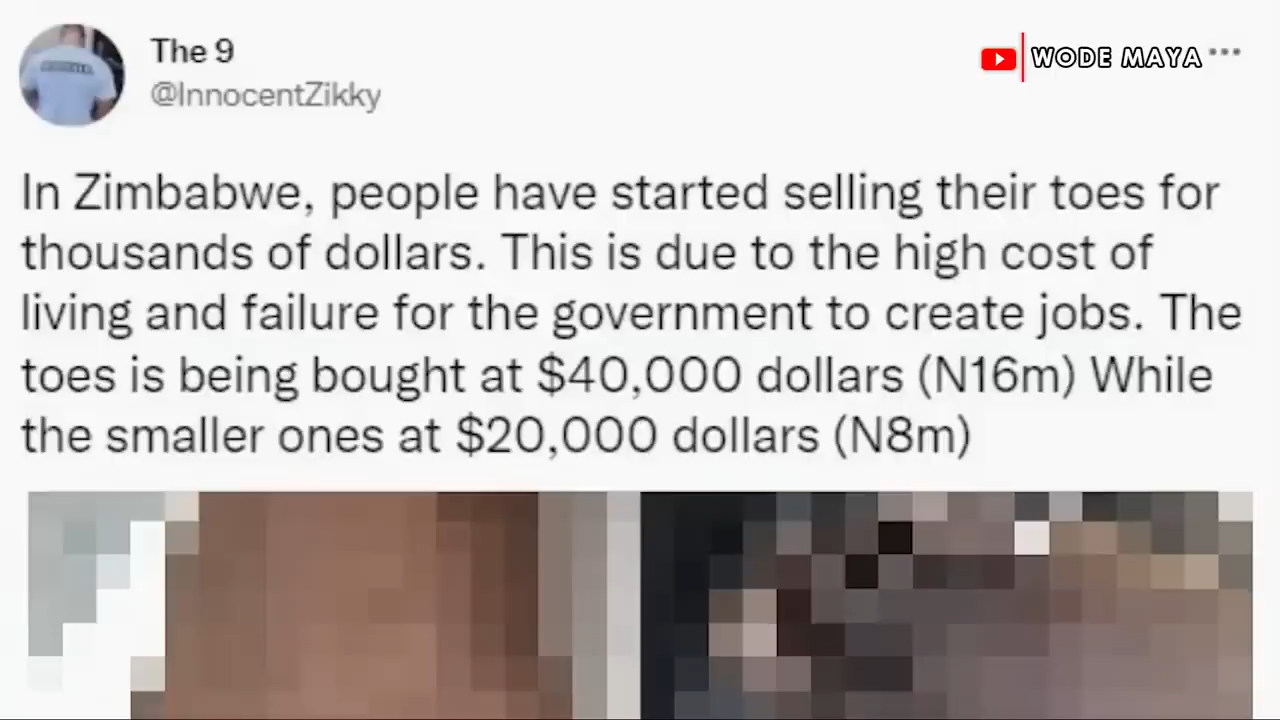 The 9
@InnocentZikky
WODE MAYA
In Zimbabwe, people have started selling their toes for
thousands of dollars. This is due to the high cost of
living and failure for the government to create jobs. The
toes is being bought at $40,000 dollars (N16m) While
the smaller ones at $20,000 dollars (N8m)